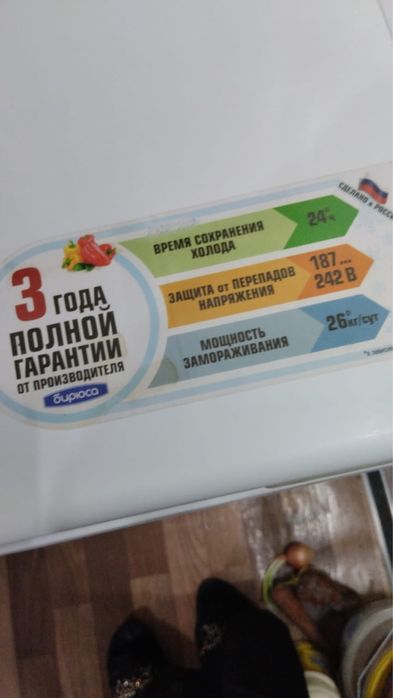 3 ГОДА
ПОЛНОЙ
ГАРАНТИИ
ОТ ПРОИЗВОДИТЕЛЯ
бирюса
СДЕЛАНО в РОССИ
ВРЕМЯ СОХРАНЕНИЯ
ХОЛОДА
24* ч
ЗАЩИТА от ПЕРЕПАДОВ
НАПРЯЖЕНИЯ
187...
242 В
МОЩНОСТЬ
ЗАМОРАЖИВАНИЯ
26* кг/сут